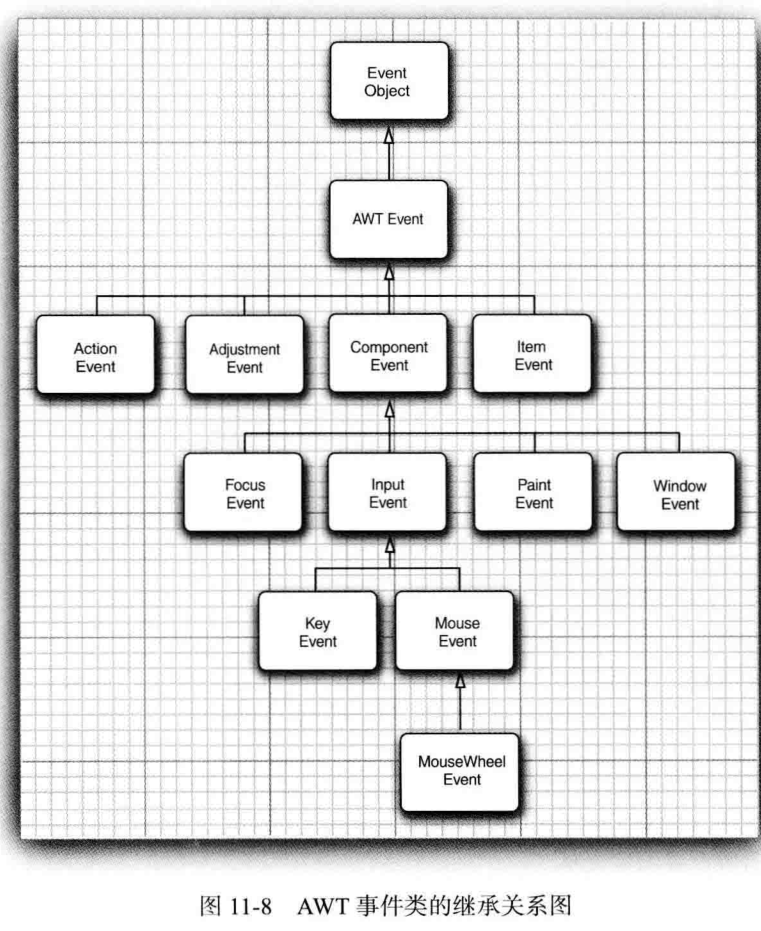 Event
Object
AWT Event
Action
Event
Adjustment
Event
Component
Event
Item
Event
Focus
Event
Input
Event
Paint
Event
Window
Event
Key
Event
Mouse
Event
MouseWheel
Event
图 11-8 AWT 事件类的继承关系图